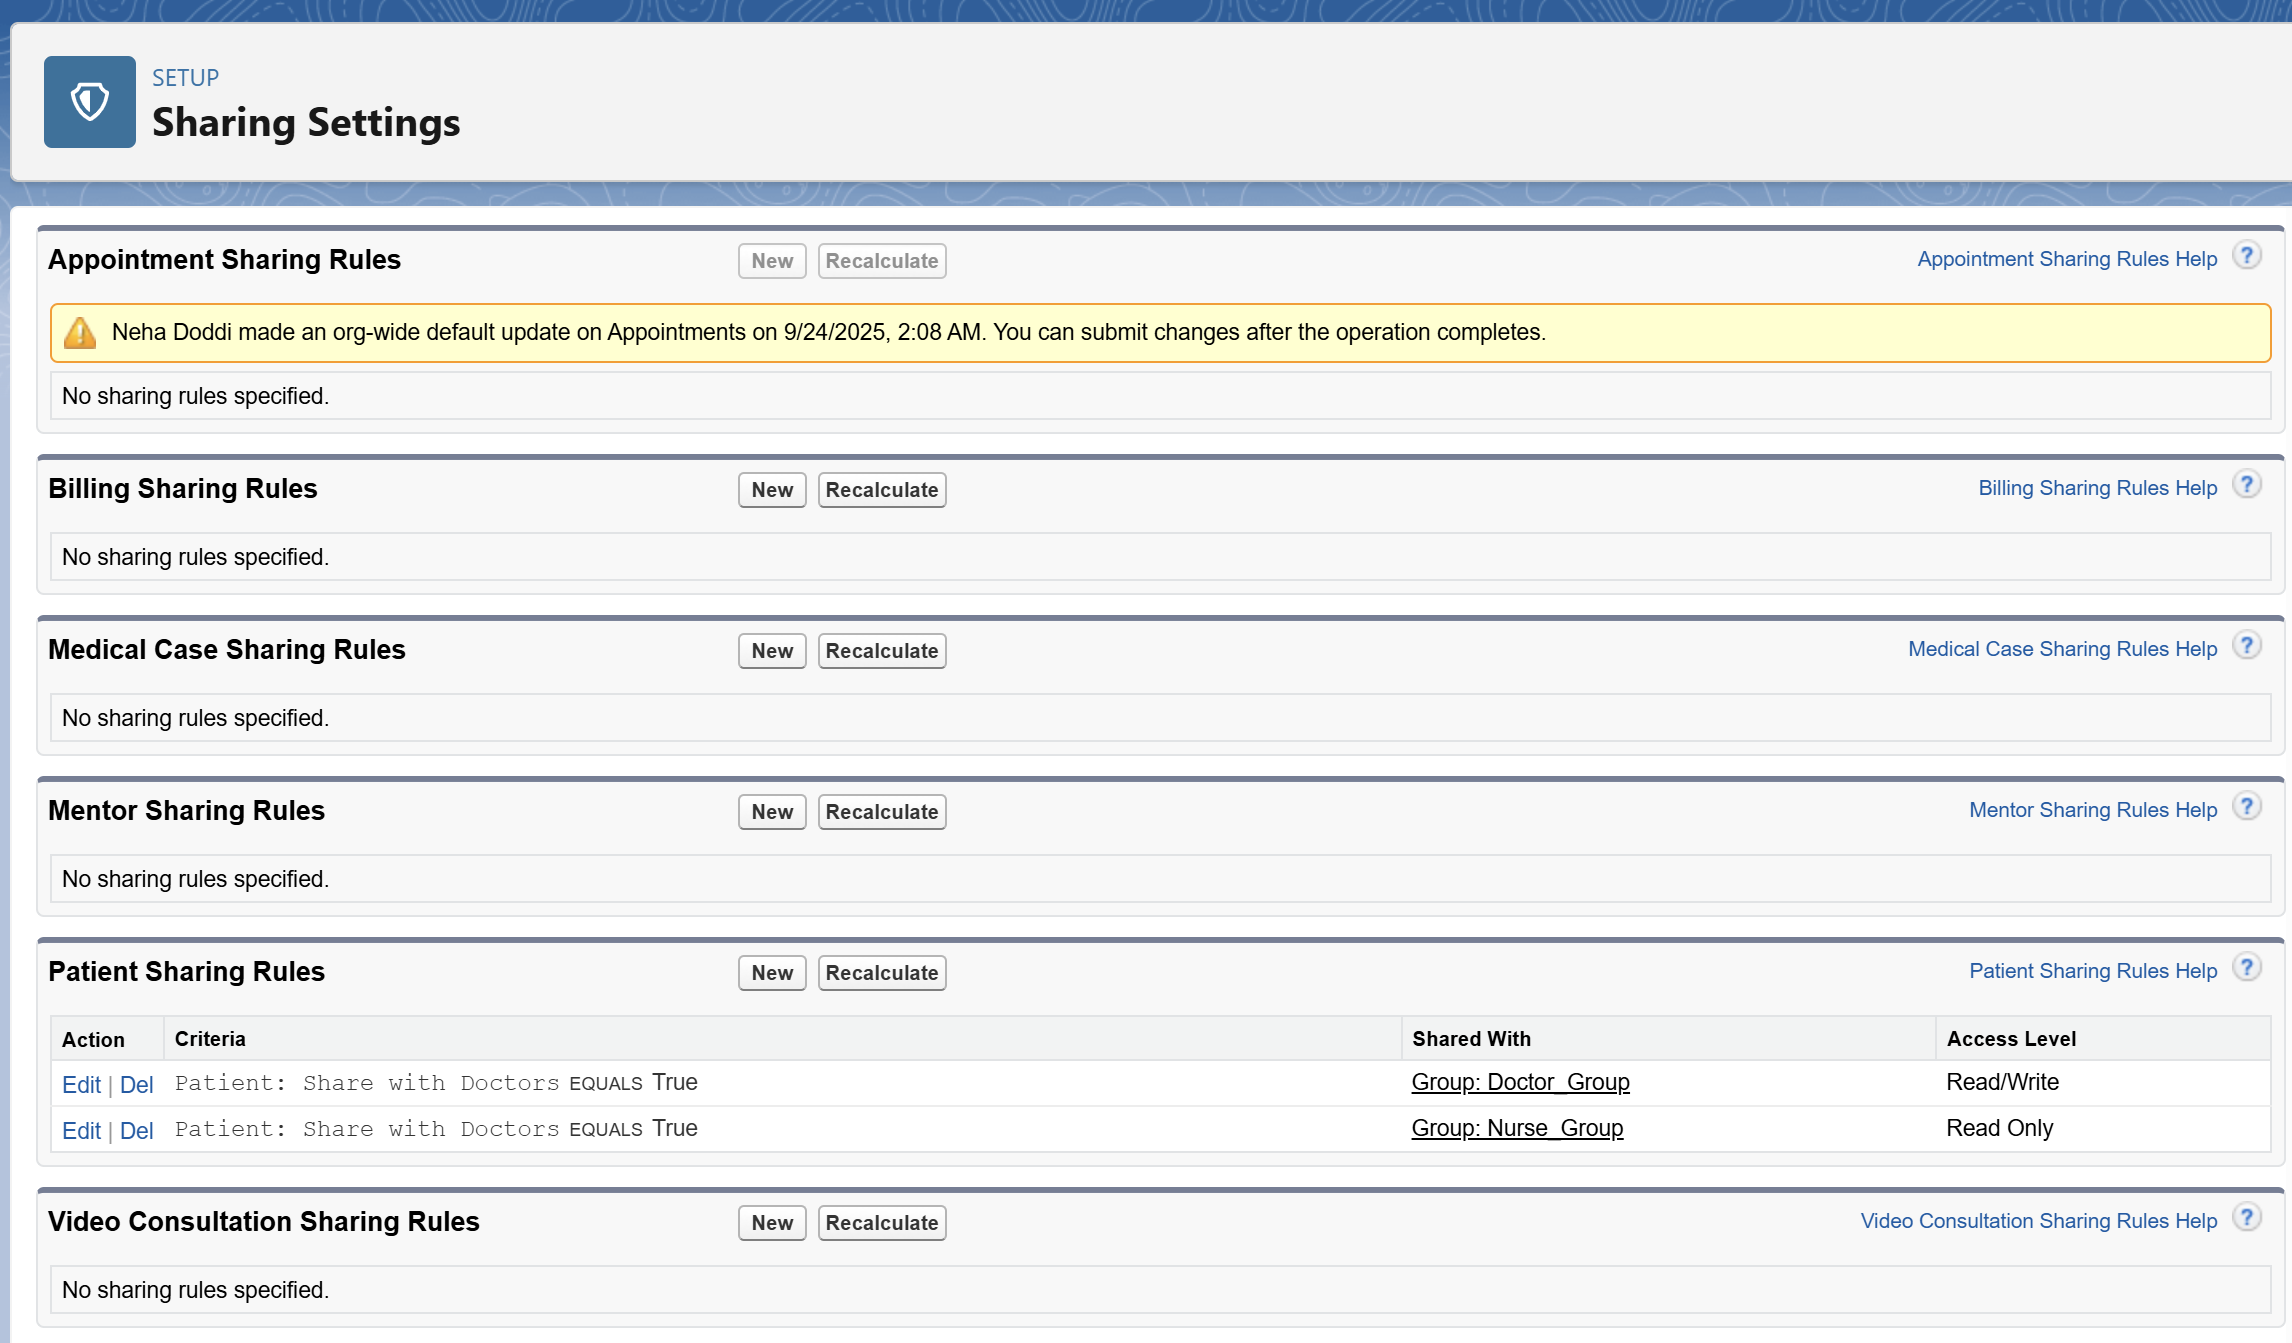 SETUP
Sharing Settings
Appointment Sharing Rules New Recalculate Appointment Sharing Rules Help ?
Neha Doddi made an org-wide default update on Appointments on 9/24/2025, 2:08 AM. You can submit changes after the operation completes.
No sharing rules specified.
Billing Sharing Rules New Recalculate Billing Sharing Rules Help ?
No sharing rules specified.
Medical Case Sharing Rules New Recalculate Medical Case Sharing Rules Help ?
No sharing rules specified.
Mentor Sharing Rules New Recalculate Mentor Sharing Rules Help ?
No sharing rules specified.
Patient Sharing Rules New Recalculate Patient Sharing Rules Help ?
Action Criteria Shared With Access Level
Edit | Del Patient: Share with Doctors EQUALS True Group: Doctor_Group Read/Write
Edit | Del Patient: Share with Doctors EQUALS True Group: Nurse_Group Read Only
Video Consultation Sharing Rules New Recalculate Video Consultation Sharing Rules Help ?
No sharing rules specified.